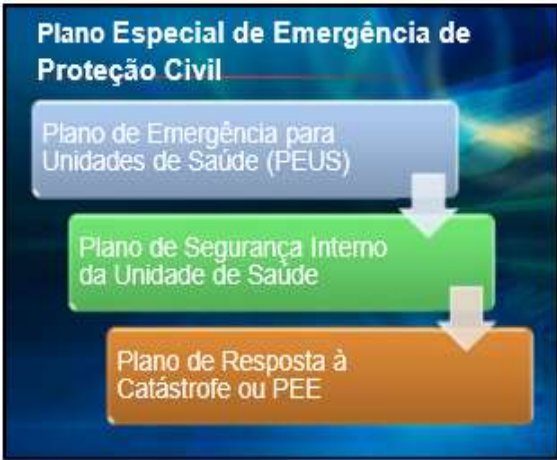 Plano Especial de Emergência de
Proteção Civil
Plano de Emergência para
Unidades de Saúde (PEUS)
Plano de Segurança Interno
da Unidade de Saúde
Plano de Resposta à
Catástrofe ou PEE